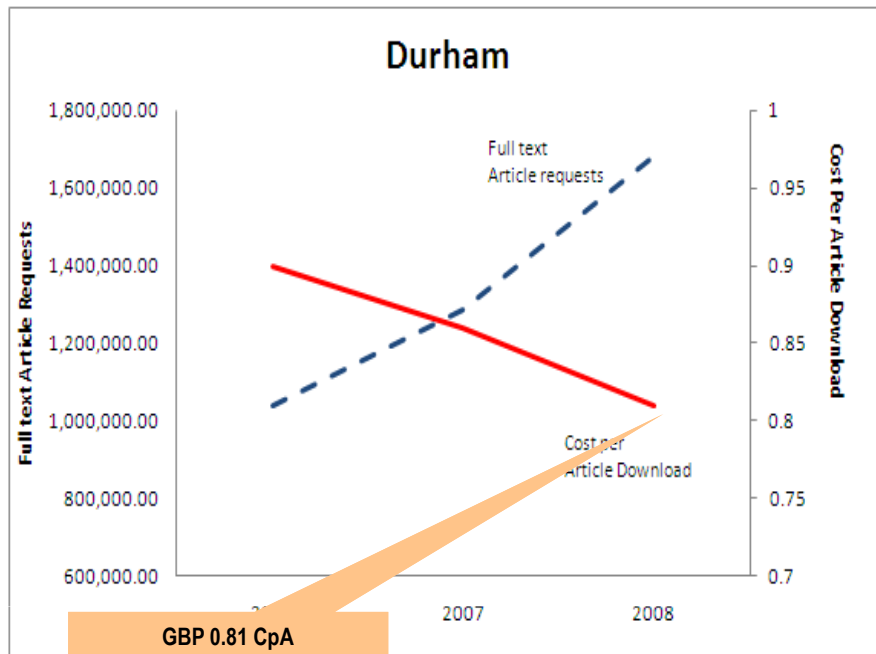 Durham
1,800,000.00
1,600,000.00
1,400,000.00
1,200,000.00
1,000,000.00
800,000.00
600,000.00
Full text Article Requests
Full text
Article requests
Cost per
Article Download
1
0.95
0.9
0.85
0.8
0.75
0.7
Cost Per Article Download
2007
2008
GBP 0.81 CpA